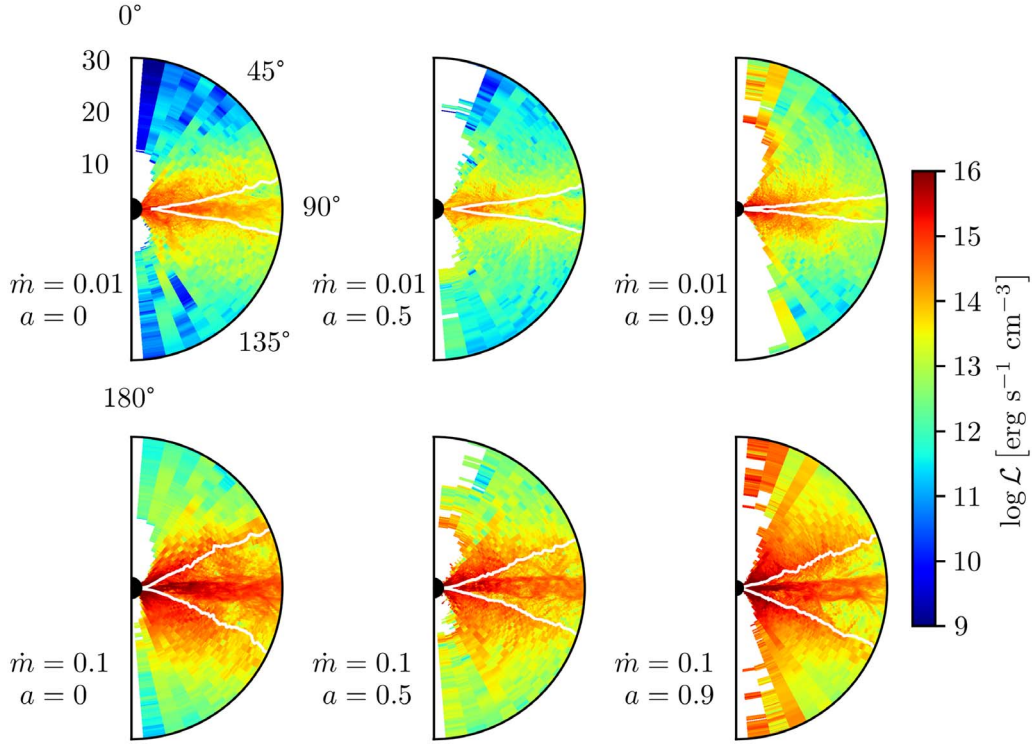 0°
30
20
10
45°
90°
135°
180°
ṁ = 0.01
a = 0
ṁ = 0.01
a = 0.5
ṁ = 0.01
a = 0.9
ṁ = 0.1
a = 0
ṁ = 0.1
a = 0.5
ṁ = 0.1
a = 0.9
16
15
14
13
12
11
10
9
log ℒ [erg s⁻¹ cm⁻³]